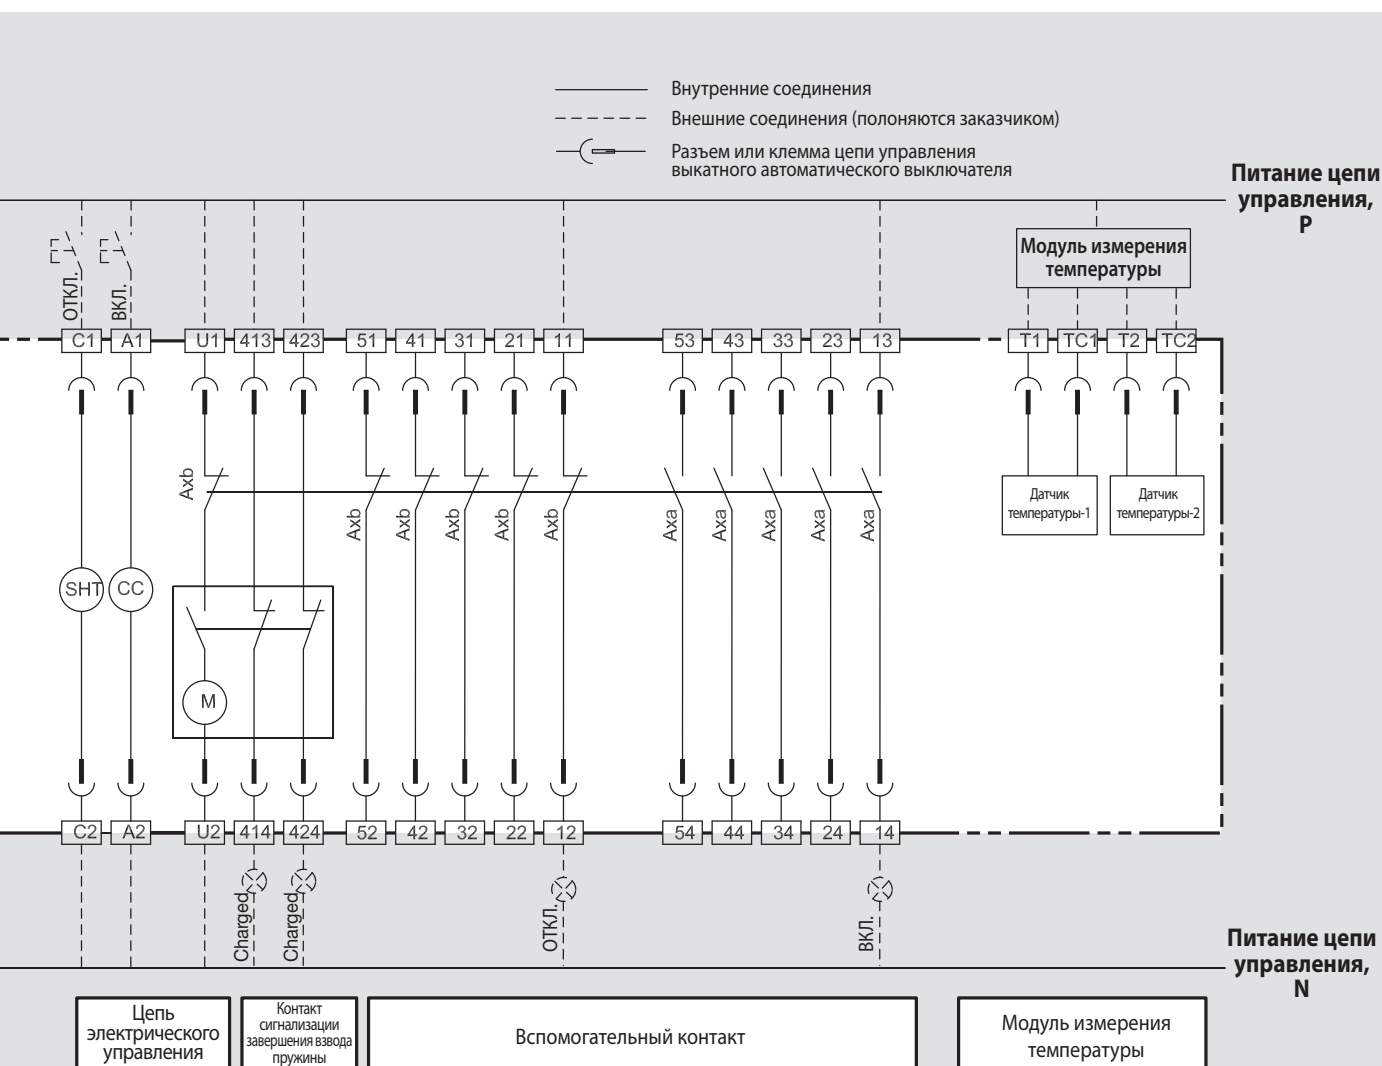 Внутренние соединения
Внешние соединения (полоняются заказчиком)
Разъем или клемма цепи управления
выкатного автоматического выключателя
Питание цепи
управления,
P
Модуль измерения
температуры
ОТКЛ.
ВКЛ.
C1 A1 U1 413 423 51 41 31 21 11 53 43 33 23 13 T1 TC1 T2 TC2
Axb
Axb Axb Axb Axb Axb Axa Axa Axa Axa Axa
Датчик
температуры-1
Датчик
температуры-2
SHT CC
M
C2 A2 U2 414 424 52 42 32 22 12 54 44 34 24 14
Charged Charged ОТКЛ. ВКЛ.
Питание цепи
управления,
N
Цепь
электрического
управления
Контакт
сигнализации
завершения взвода
пружины
Вспомогательный контакт
Модуль измерения
температуры